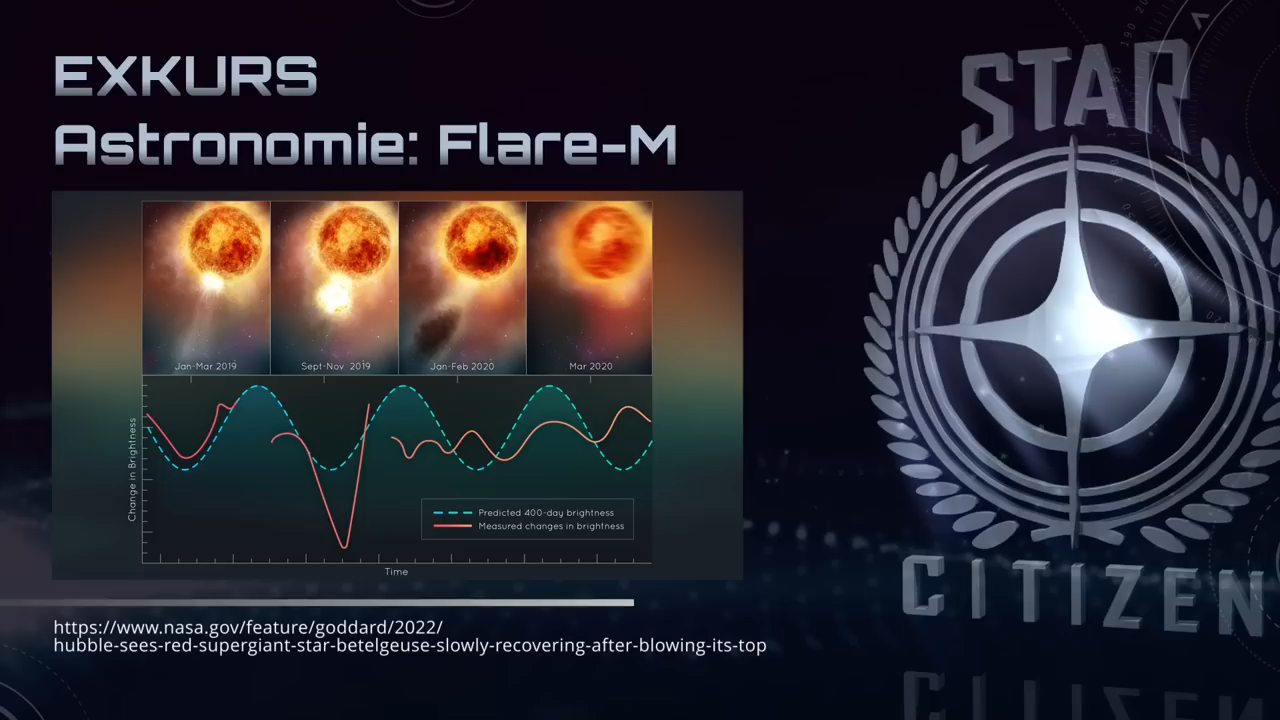 EXKURS
Astronomie: Flare-M
Jan-Mar 2019
Sept-Nov 2019
Jan-Feb 2020
Mar 2020
Change in Brightness
Predicted 400-day brightness
Measured changes in brightness
Time
https://www.nasa.gov/feature/goddard/2022/
hubble-sees-red-supergiant-star-betelgeuse-slowly-recovering-after-blowing-its-top
STAR
CITIZEN